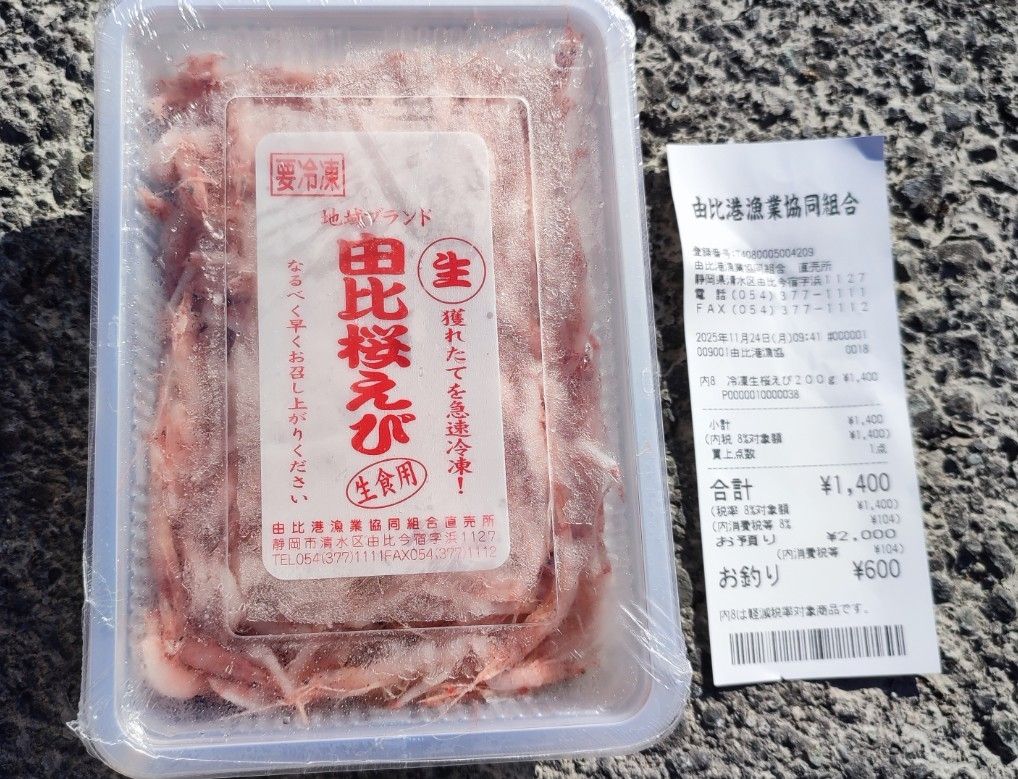 要冷凍
地域ブランド
生
由比桜えび
獲れたてを急速冷凍！
なるべく早くお召し上がりください
生食用
由比港漁業協同組合直売所
静岡市清水区由比今宿字浜1127
TEL054(377)1111FAX054(377)1112
由比港漁業協同組合
登録番号:T4080005004209
由比港漁業協同組合 直売所
静岡県清水区由比今宿字浜1127
電 話(054)377-1111
FAX(054)377-1112
2025年11月24日(月)09:41 #000001
009001由比港漁協 0018
内8 冷凍生桜えび200g ¥1,400
P0000010000038
小計 ¥1,400
(内税 8%対象額 ¥1,400)
買上点数 1点
合計 ¥1,400
(税率 8%対象額 ¥1,400)
(内消費税等 8% ¥104)
お預り ¥2,000
(内消費税等 ¥104)
お釣り ¥600
内8は軽減税率対象商品です。